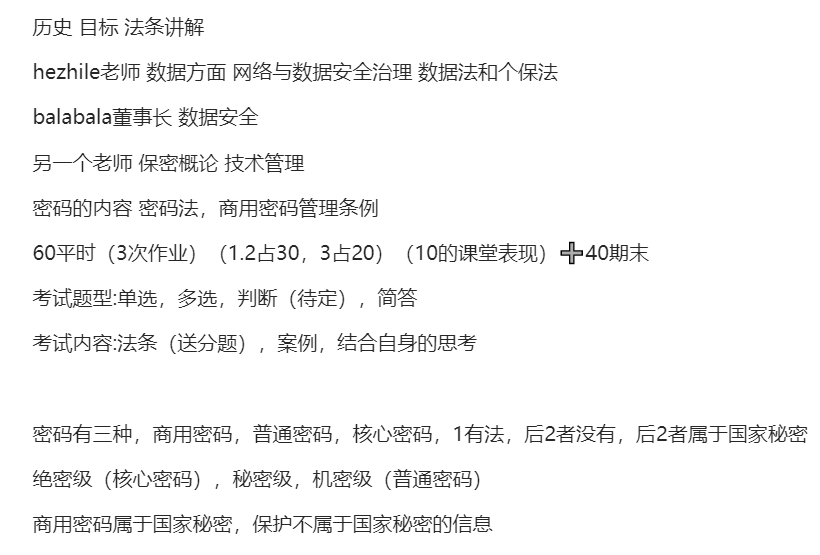 历史 目标 法条讲解
hezhile老师 数据方面 网络与数据安全治理 数据法和个保法
balabala董事长 数据安全
另一个老师 保密概论 技术管理
密码的内容 密码法，商用密码管理条例
60平时（3次作业）（1.2占30，3占20）（10的课堂表现）➕40期末
考试题型:单选，多选，判断（待定），简答
考试内容:法条（送分题），案例，结合自身的思考
密码有三种，商用密码，普通密码，核心密码，1有法，后2者没有，后2者属于国家秘密
绝密级（核心密码），秘密级，机密级（普通密码）
商用密码属于国家秘密，保护不属于国家秘密的信息